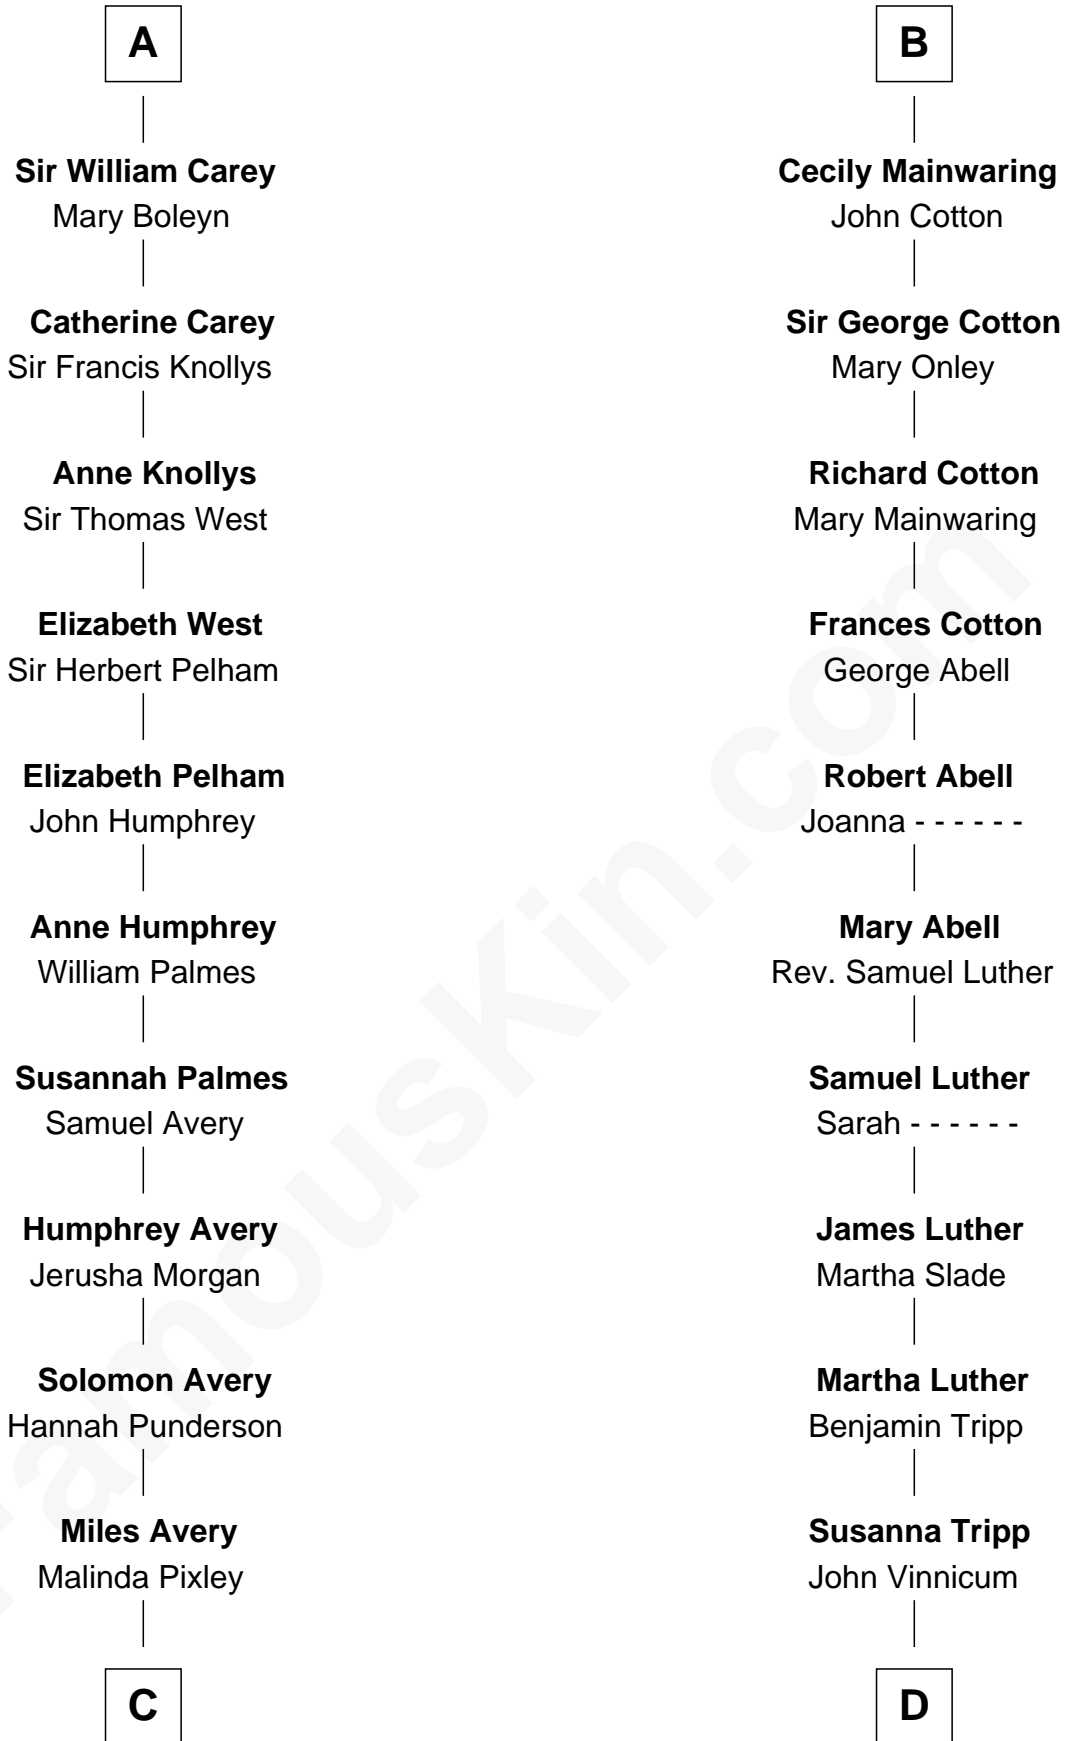 A
Sir William Carey
Mary Boleyn
Catherine Carey
Sir Francis Knollys
Anne Knollys
Sir Thomas West
Elizabeth West
Sir Herbert Pelham
Elizabeth Pelham
John Humphrey
Anne Humphrey
William Palmes
Susannah Palmes
Samuel Avery
Humphrey Avery
Jerusha Morgan
Solomon Avery
Hannah Punderson
Miles Avery
Malinda Pixley
C
B
Cecily Mainwaring
John Cotton
Sir George Cotton
Mary Onley
Richard Cotton
Mary Mainwaring
Frances Cotton
George Abell
Robert Abell
Joanna - - - - - -
Mary Abell
Rev. Samuel Luther
Samuel Luther
Sarah - - - - - -
James Luther
Martha Slade
Martha Luther
Benjamin Tripp
Susanna Tripp
John Vinnicum
D
FamousKin.com